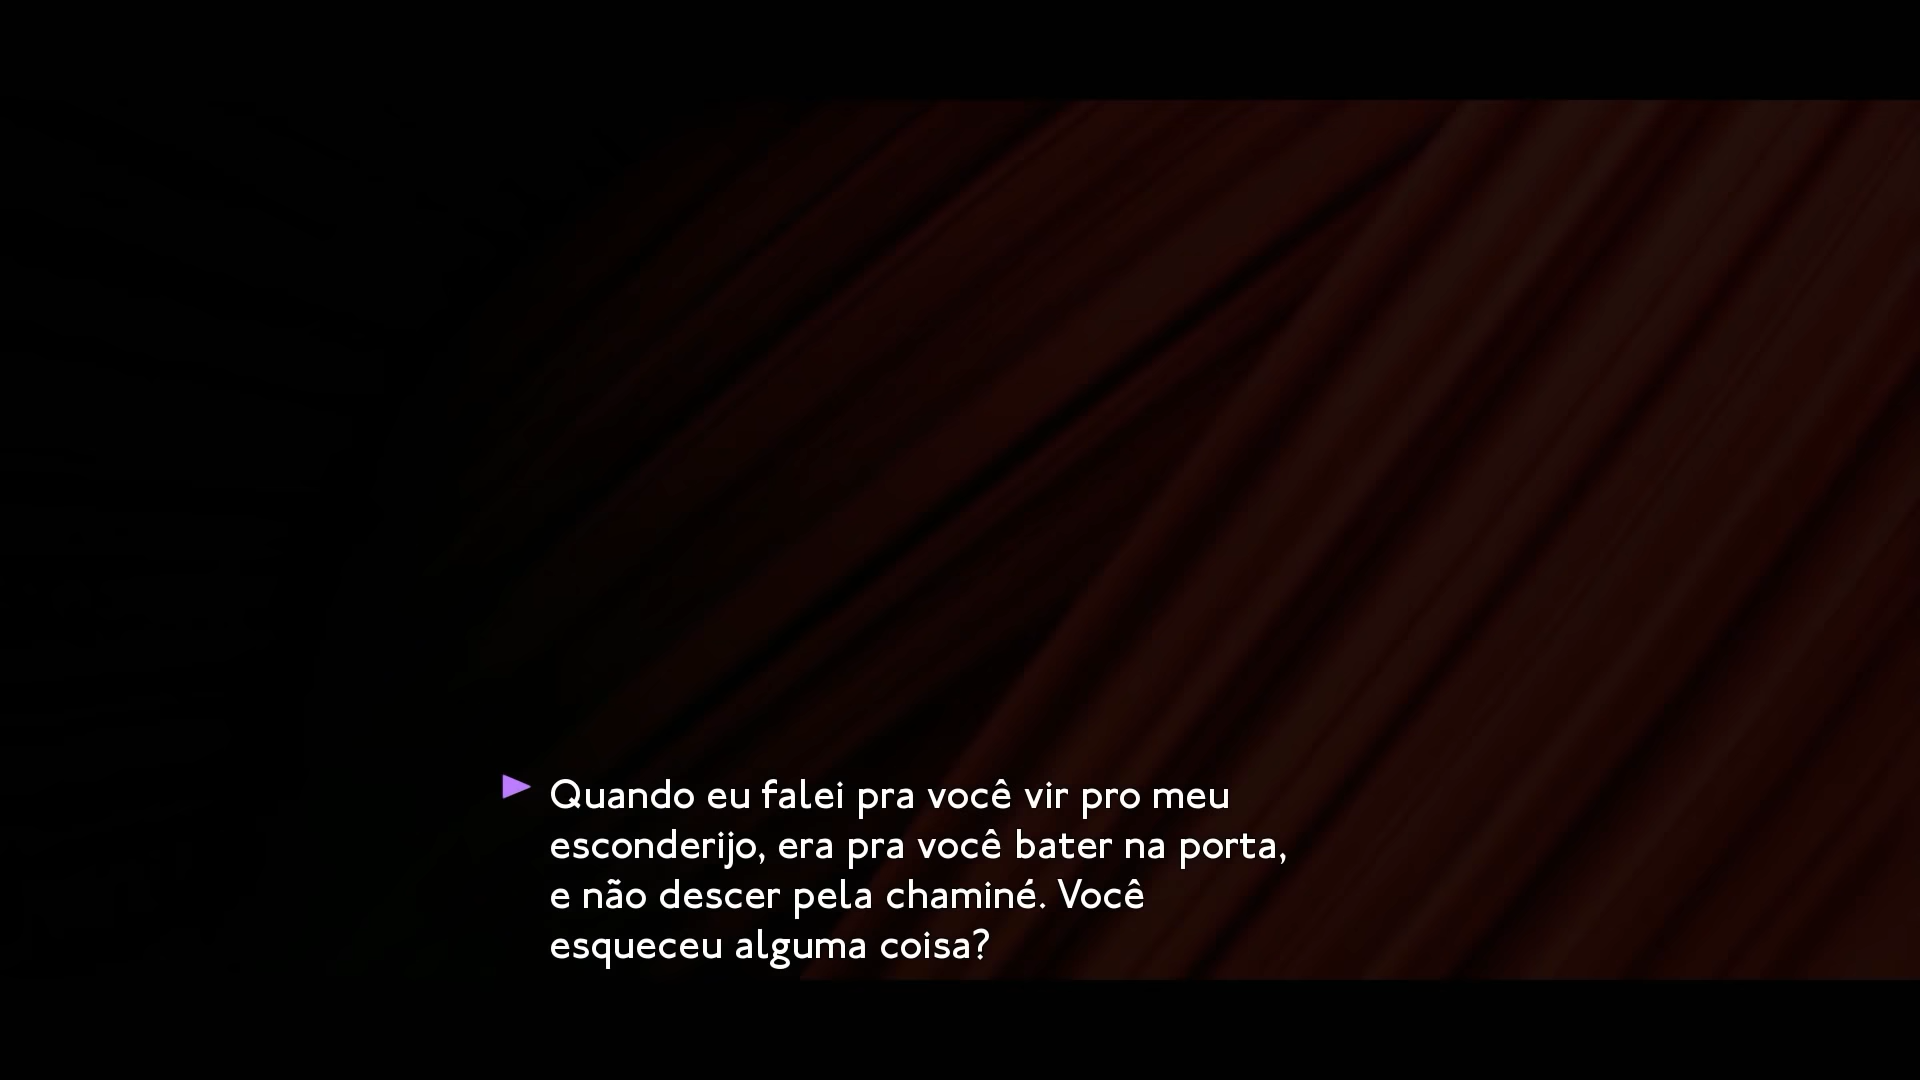 Quando eu falei pra você vir pro meu
esconderijo, era pra você bater na porta,
e não descer pela chaminé. Você
esqueceu alguma coisa?